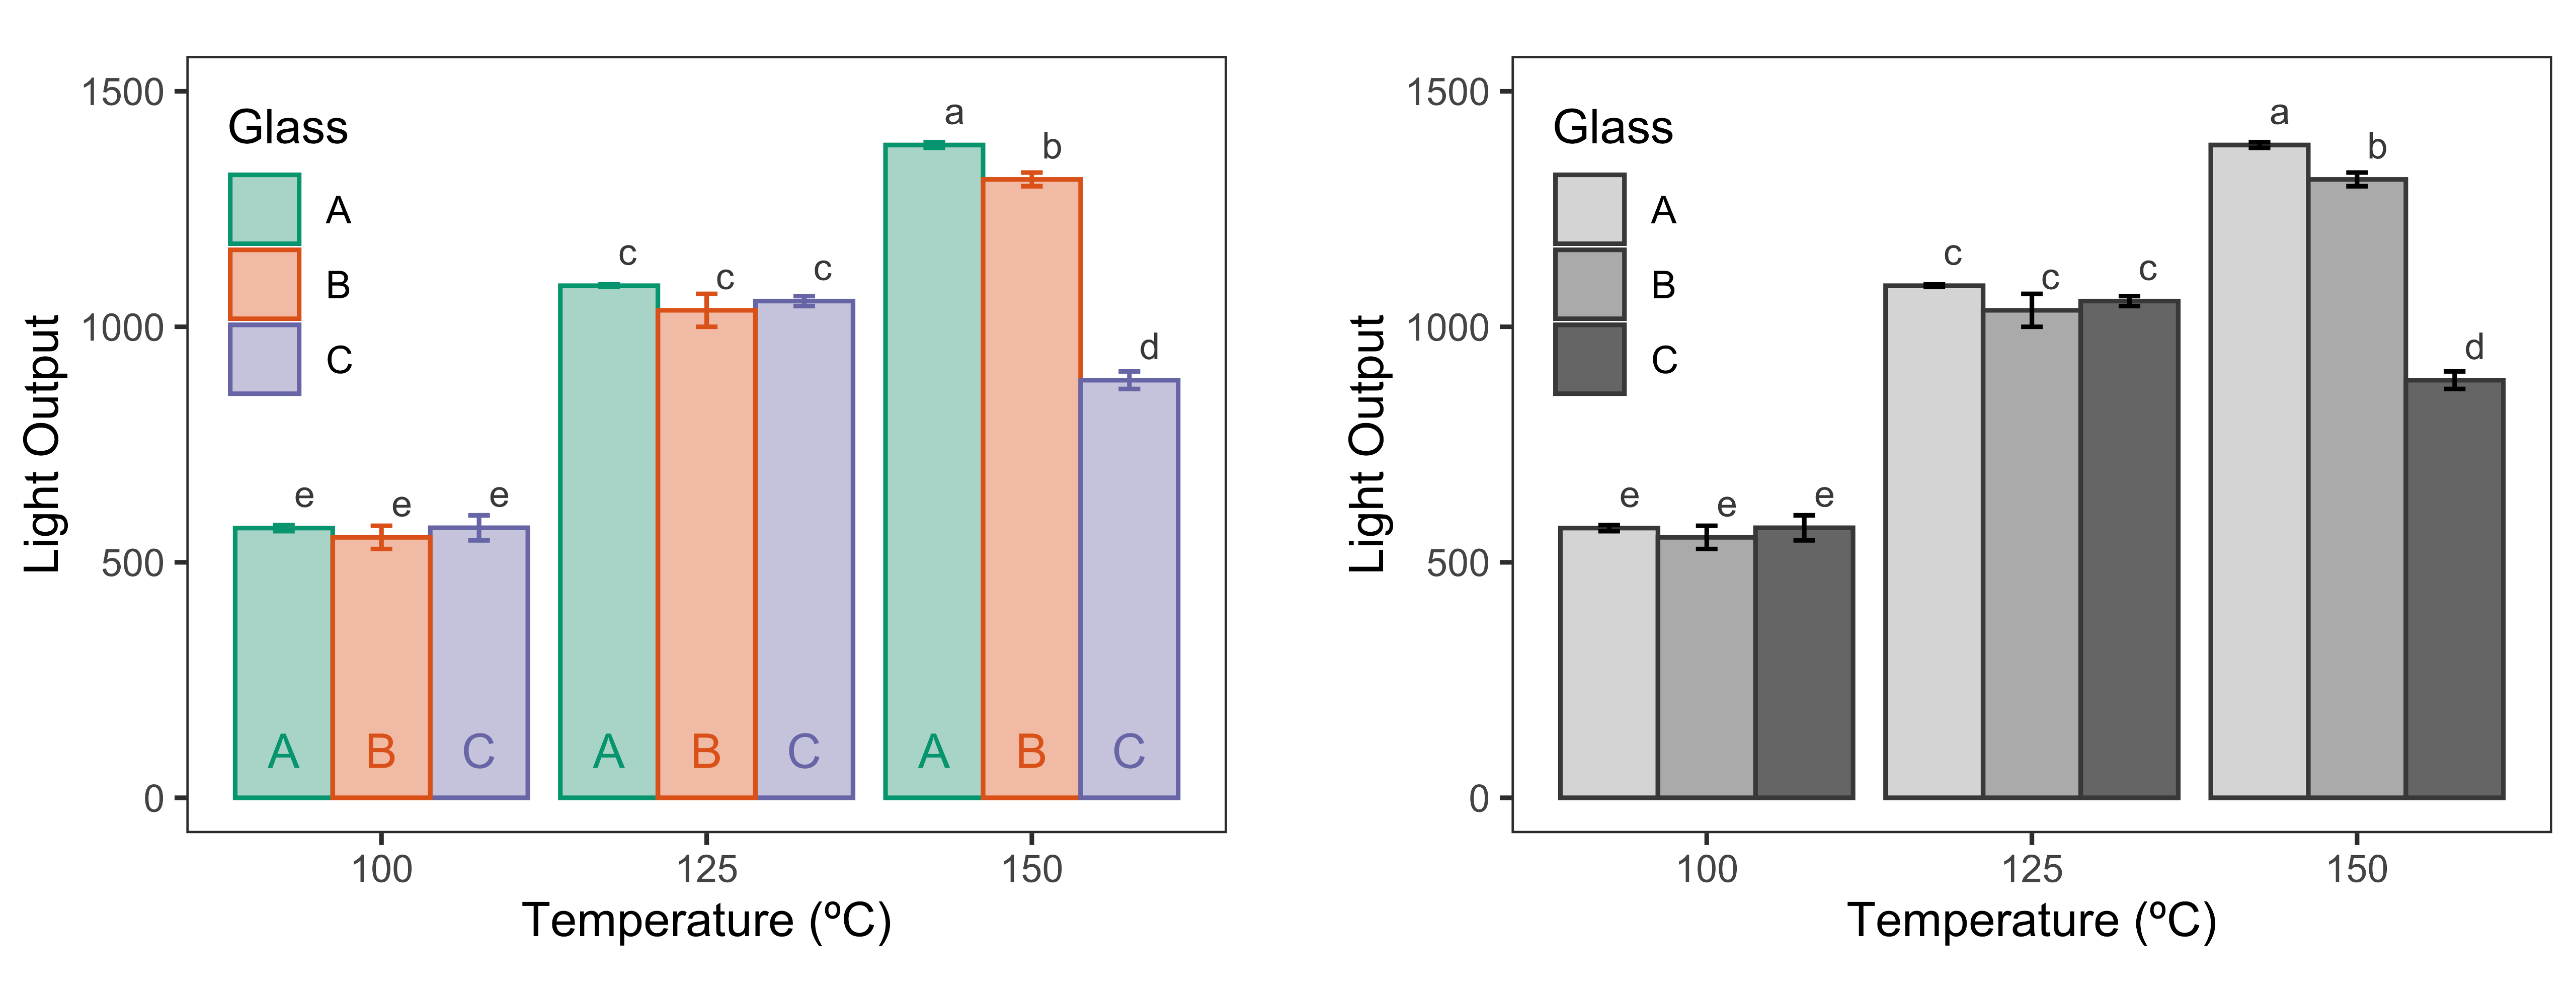 1500
1000
500
0
Light Output
Glass
A
B
C
e e e
c c c
a b d
A B C A B C A B C
100 125 150
Temperature (ºC)
1500
1000
500
0
Light Output
Glass
A
B
C
e e e
c c c
a b d
100 125 150
Temperature (ºC)